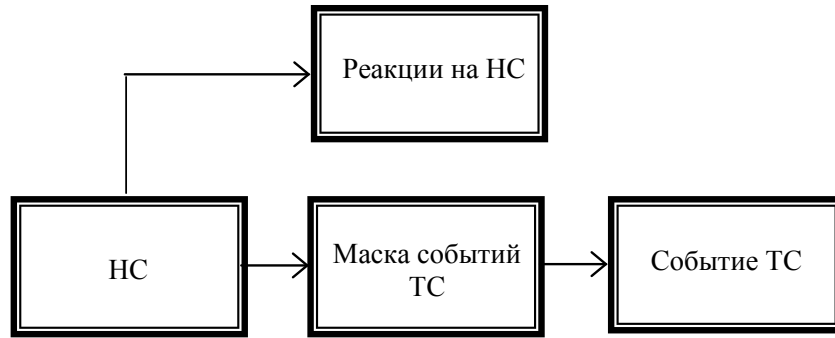 Реакции на НС
НС
Маска событий
ТС
Событие ТС